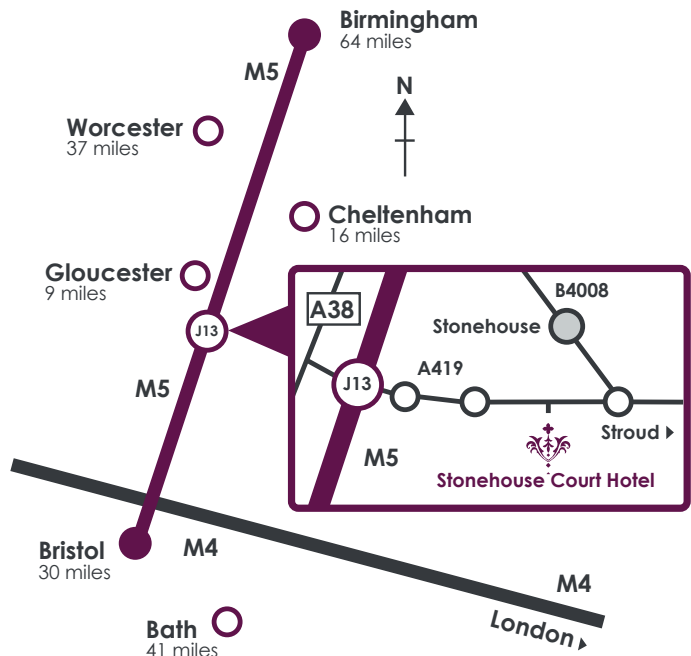 Birmingham
64 miles
M5
N
Worcester
37 miles
Cheltenham
16 miles
Gloucester
9 miles
J13
M5
B4008
A38
Stonehouse
A419
J13
Stroud
M5
Stonehouse Court Hotel
Bristol
30 miles
M4
M4
London
Bath
41 miles